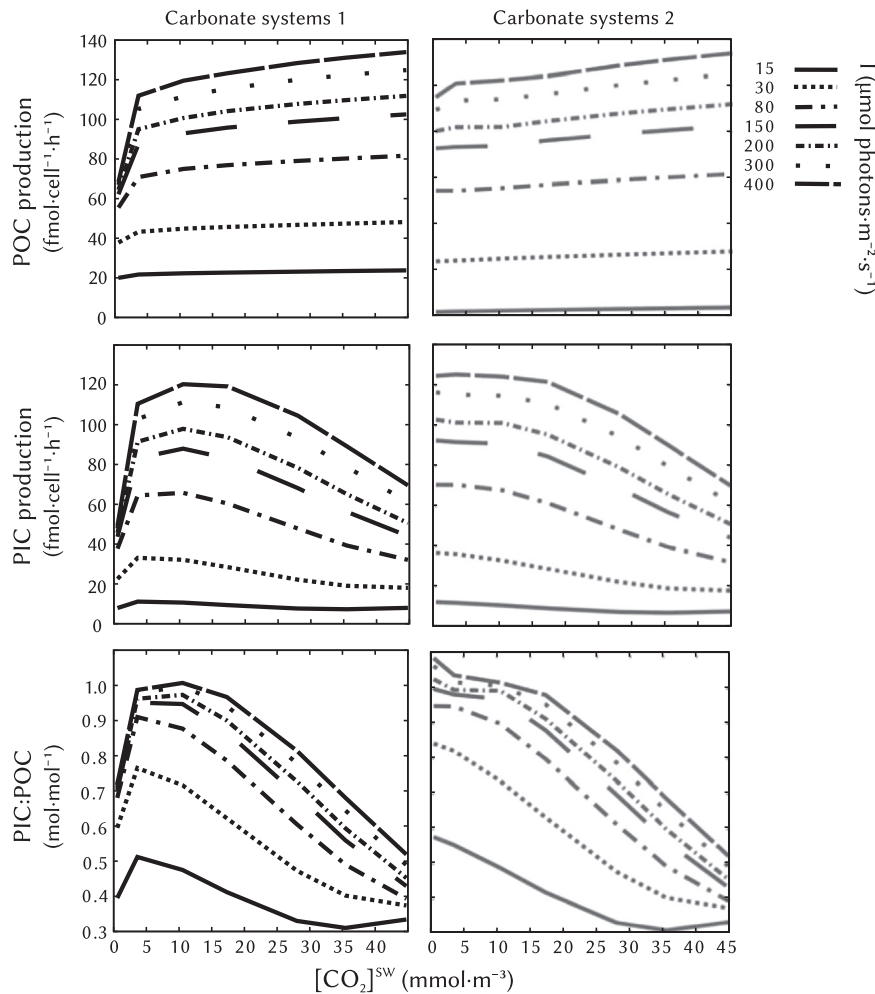 Carbonate systems 1
Carbonate systems 2
POC production
(fmol·cell⁻¹·h⁻¹)
140
120
100
80
60
40
20
0
15
30
80
150
200
300
400
I (µmol photons·m⁻²·s⁻¹)
PIC production
(fmol·cell⁻¹·h⁻¹)
120
100
80
60
40
20
0
PIC:POC
(mol·mol⁻¹)
1.0
0.9
0.8
0.7
0.6
0.5
0.4
0.3
0 5 10 15 20 25 30 35 40
0 5 10 15 20 25 30 35 40 45
[CO₂]ˢᵂ (mmol·m⁻³)